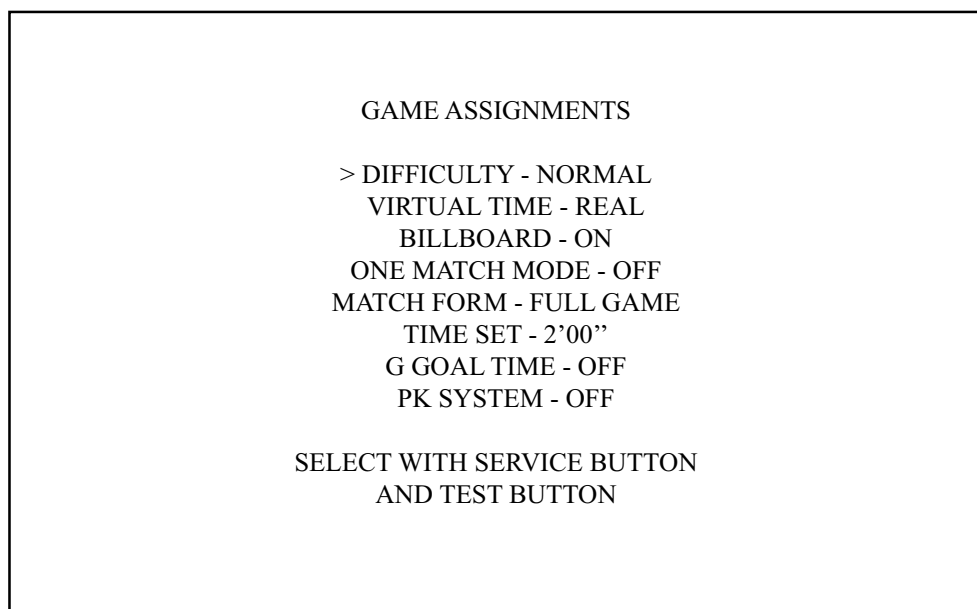 GAME ASSIGNMENTS
> DIFFICULTY - NORMAL
VIRTUAL TIME - REAL
BILLBOARD - ON
ONE MATCH MODE - OFF
MATCH FORM - FULL GAME
TIME SET - 2’00’’
G GOAL TIME - OFF
PK SYSTEM - OFF
SELECT WITH SERVICE BUTTON
AND TEST BUTTON